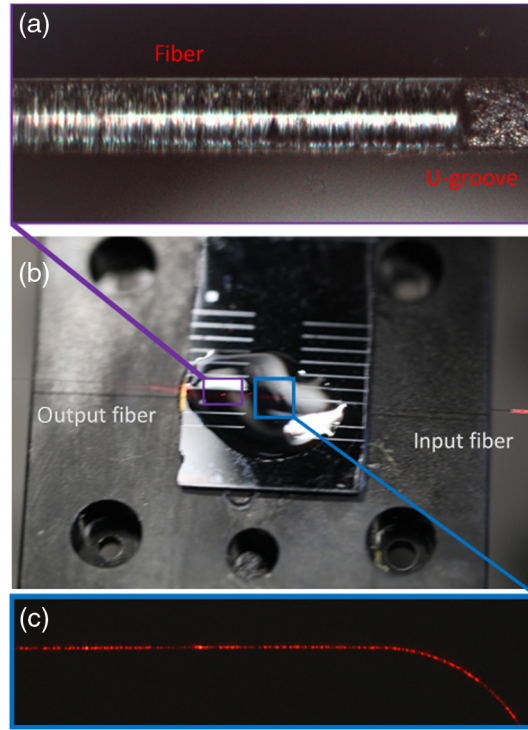 (a)
Fiber
U-groove
(b)
Output fiber
Input fiber
(c)